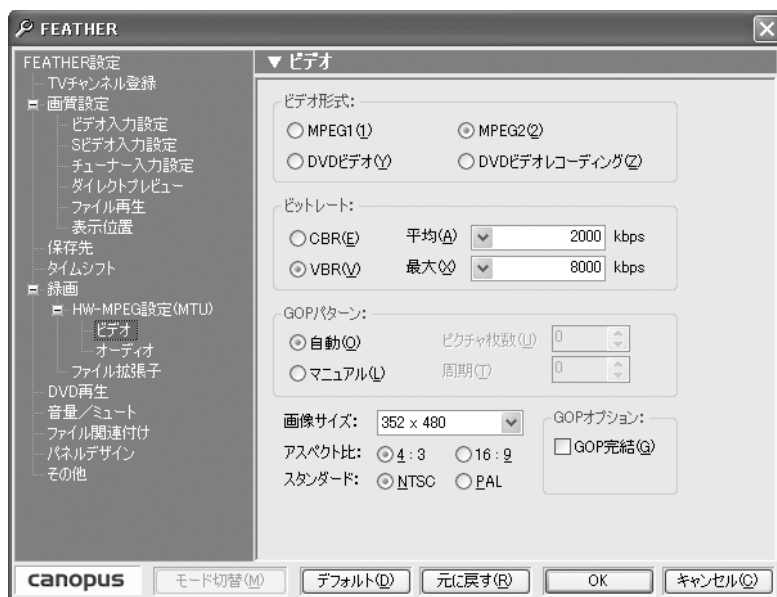 FEATHER
FEATHER設定
TVチャンネル登録
画質設定
ビデオ入力設定
Sビデオ入力設定
チューナー入力設定
ダイレクトプレビュー
ファイル再生
表示位置
保存先
タイムシフト
録画
HW-MPEG設定(MTU)
ビデオ
オーディオ
ファイル拡張子
DVD再生
音量／ミュート
ファイル関連付け
パネルデザイン
その他
▼ ビデオ
ビデオ形式:
MPEG1(1) MPEG2(2)
DVDビデオ(Y) DVDビデオレコーディング(Z)
ビットレート:
CBR(E) 平均(A) 2000 kbps
VBR(V) 最大(X) 8000 kbps
GOPパターン:
自動(O) ピクチャ枚数(U) 0
マニュアル(L) 周期(T) 0
画像サイズ: 352 x 480
GOPオプション:
GOP完結(G)
アスペクト比: 4 : 3 16 : 9
スタンダード: NTSC PAL
canopus モード切替(M) デフォルト(D) 元に戻す(R) OK キャンセル(C)